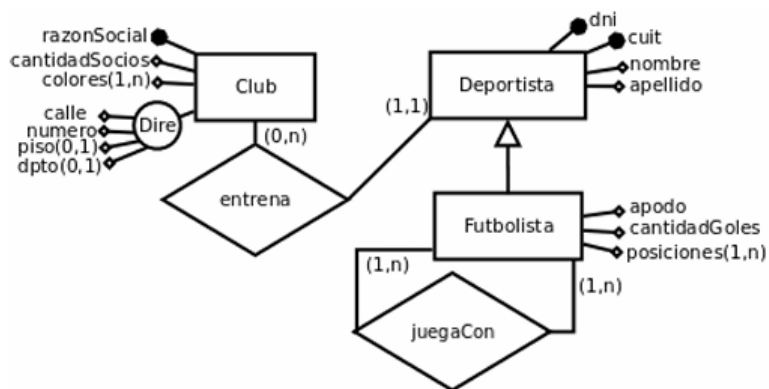 razonSocial
cantidadSocios
colores(1,n)
Club
calle
numero
piso(0,1)
dpto(0,1)
Dire
(0,n)
entrena
(1,1)
dni
cuit
nombre
apellido
Deportista
Futbolista
apodo
cantidadGoles
posiciones(1,n)
(1,n)
(1,n)
juegaCon